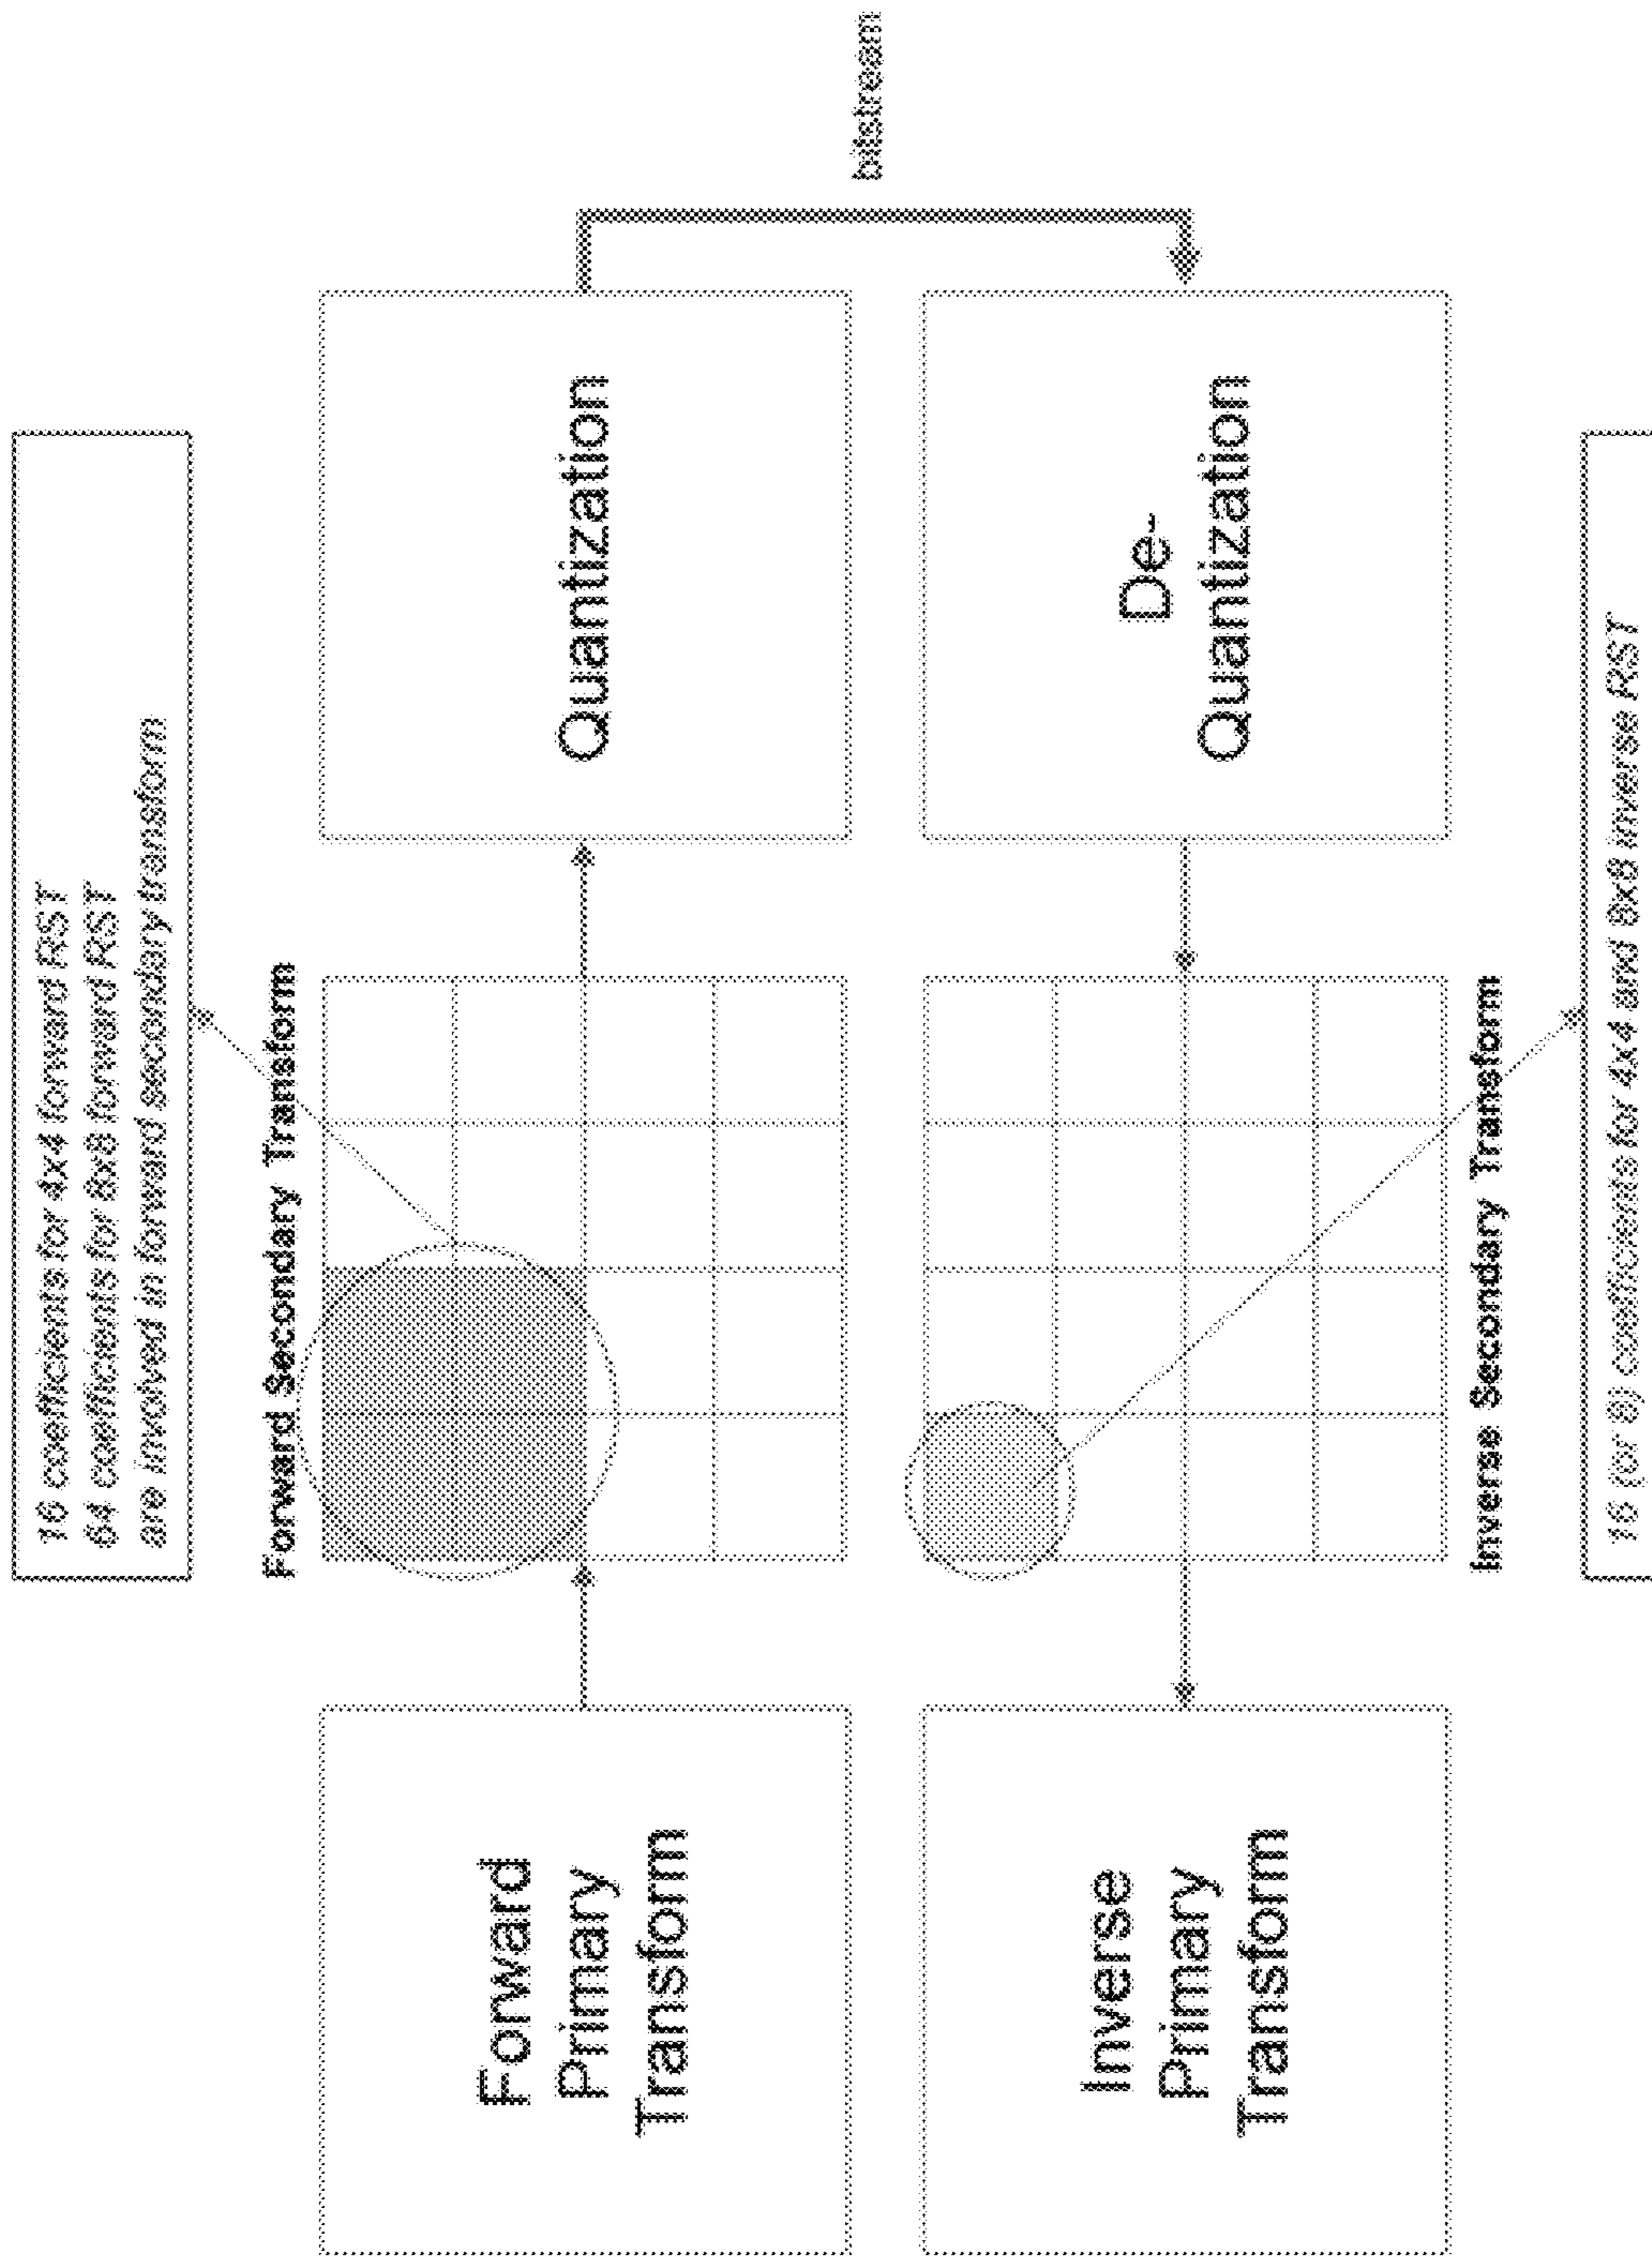 16 coefficients for 4x4 forward RST
64 coefficients for 8x8 forward RST
are involved in forward secondary transform
Forward Secondary Transform
Forward
Primary
Transform
Quantization
bitstream
Inverse
Primary
Transform
De-
Quantization
Inverse Secondary Transform
16 (or 8) coefficients for 4x4 and 8x8 inverse RST